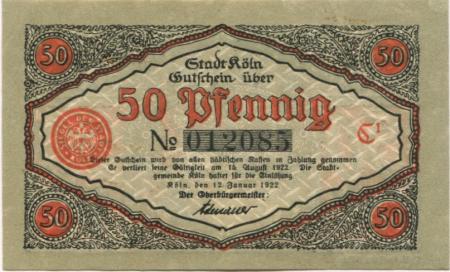 50 50
Stadt Köln
Gutschein über
50 Pfennig
No 012085 C1
Dieser Gutschein wird von allen städtischen Kassen in Zahlung genommen
Er verliert seine Gültigkeit am 14. August 1922. Die Stadt-
gemeinde Köln haftet für die Einlösung
Köln, den 12. Januar 1922
Der Oberbürgermeister:
Adenauer
50 50